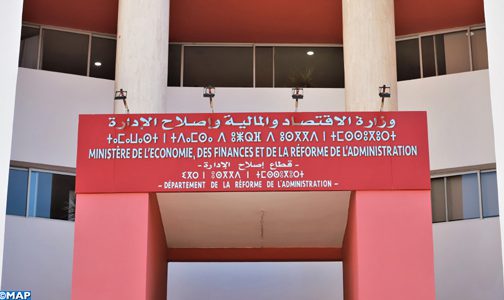 وزارة الاقتصاد والمالية وإصلاح الإدارة
MINISTÈRE DE L'ECONOMIE, DES FINANCES ET DE LA RÉFORME DE L'ADMINISTRATION
- قطاع إصلاح الإدارة -
- DÉPARTEMENT DE LA RÉFORME DE L'ADMINISTRATION -
©MAP